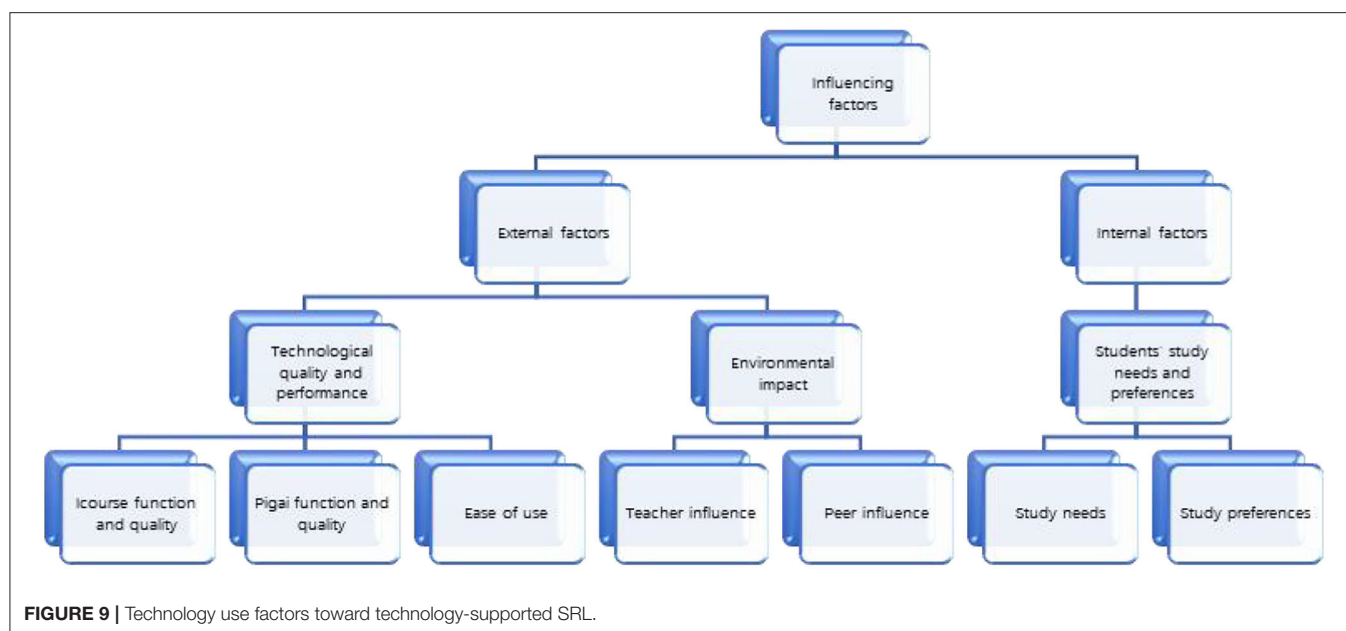 Influencing
factors
External factors
Internal factors
Technological
quality and
performance
Environmental
impact
Students' study
needs and
preferences
Icourse function
and quality
Pigai function and
quality
Ease of use
Teacher influence
Peer influence
Study needs
Study preferences
FIGURE 9 | Technology use factors toward technology-supported SRL.